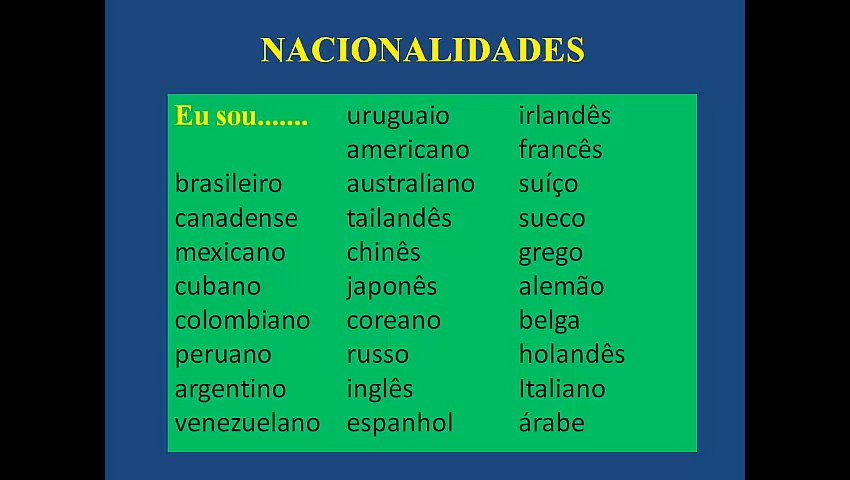 NACIONALIDADES
Eu sou.......
brasileiro
canadense
mexicano
cubano
colombiano
peruano
argentino
venezuelano
uruguaio
americano
australiano
tailandês
chinês
japonês
coreano
russo
inglês
espanhol
irlandês
francês
suíço
sueco
grego
alemão
belga
holandês
Italiano
árabe